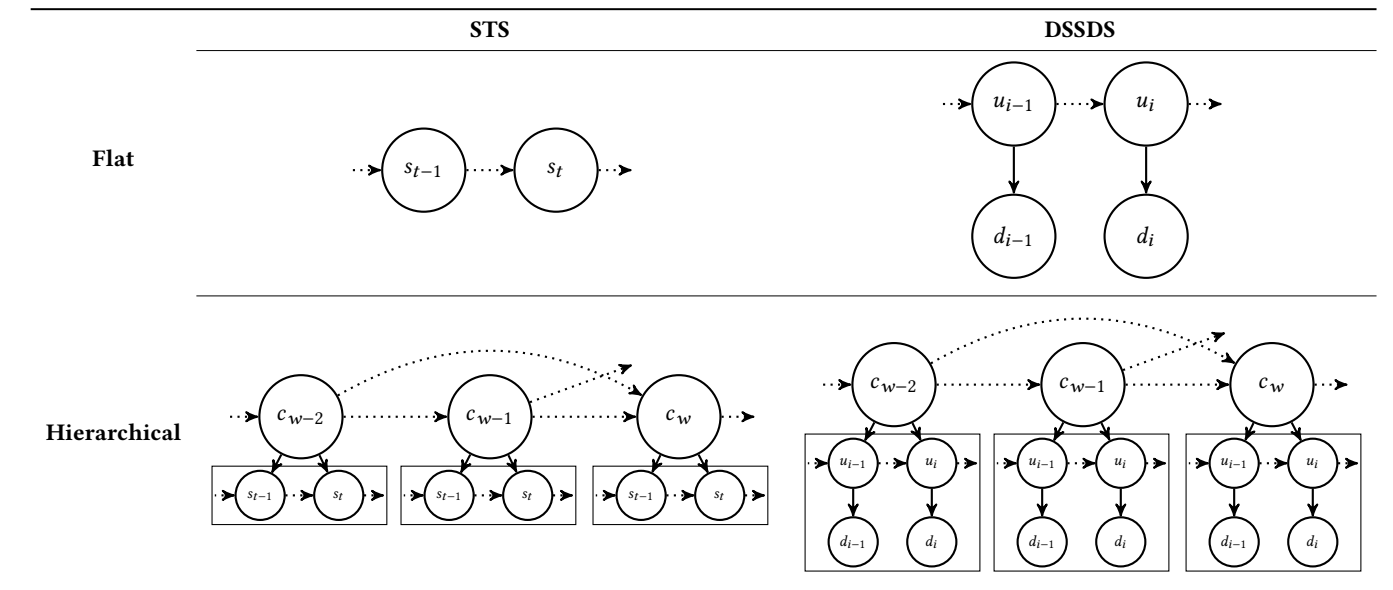 STS DSSDS
Flat
s_{t−1} s_t
u_{i−1} u_i
d_{i−1} d_i
Hierarchical
c_{w−2} c_{w−1} c_w
s_{t−1} s_t s_{t−1} s_t s_{t−1} s_t
c_{w−2} c_{w−1} c_w
u_{i−1} u_i u_{i−1} u_i u_{i−1} u_i
d_{i−1} d_i d_{i−1} d_i d_{i−1} d_i